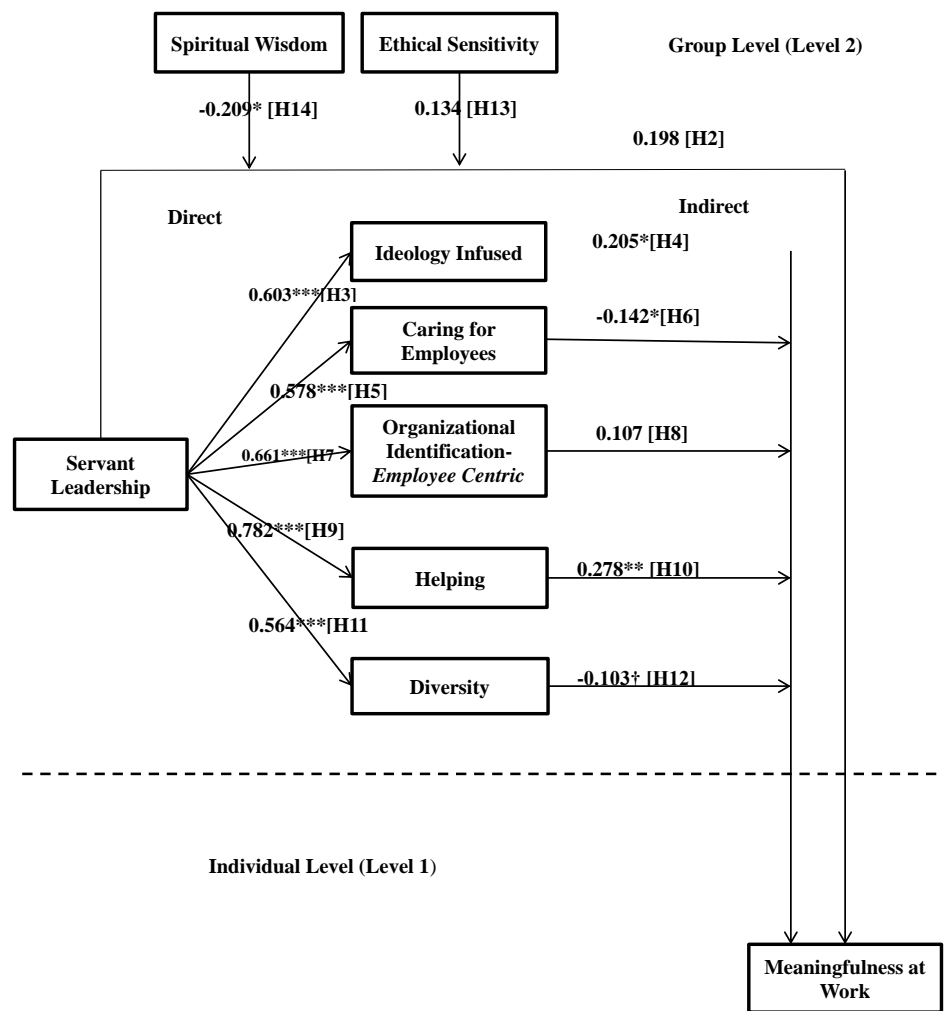 Spiritual Wisdom
Ethical Sensitivity
Group Level (Level 2)
-0.209* [H14]
0.134 [H13]
0.198 [H2]
Direct
Indirect
Ideology Infused
0.205*[H4]
0.603***[H3]
Caring for
Employees
-0.142*[H6]
0.578***[H5]
Organizational
Identification-
Employee Centric
0.107 [H8]
Servant
Leadership
0.661***[H7
0.782***[H9]
Helping
0.278** [H10]
0.564***[H11
Diversity
-0.103† [H12]
Individual Level (Level 1)
Meaningfulness at
Work